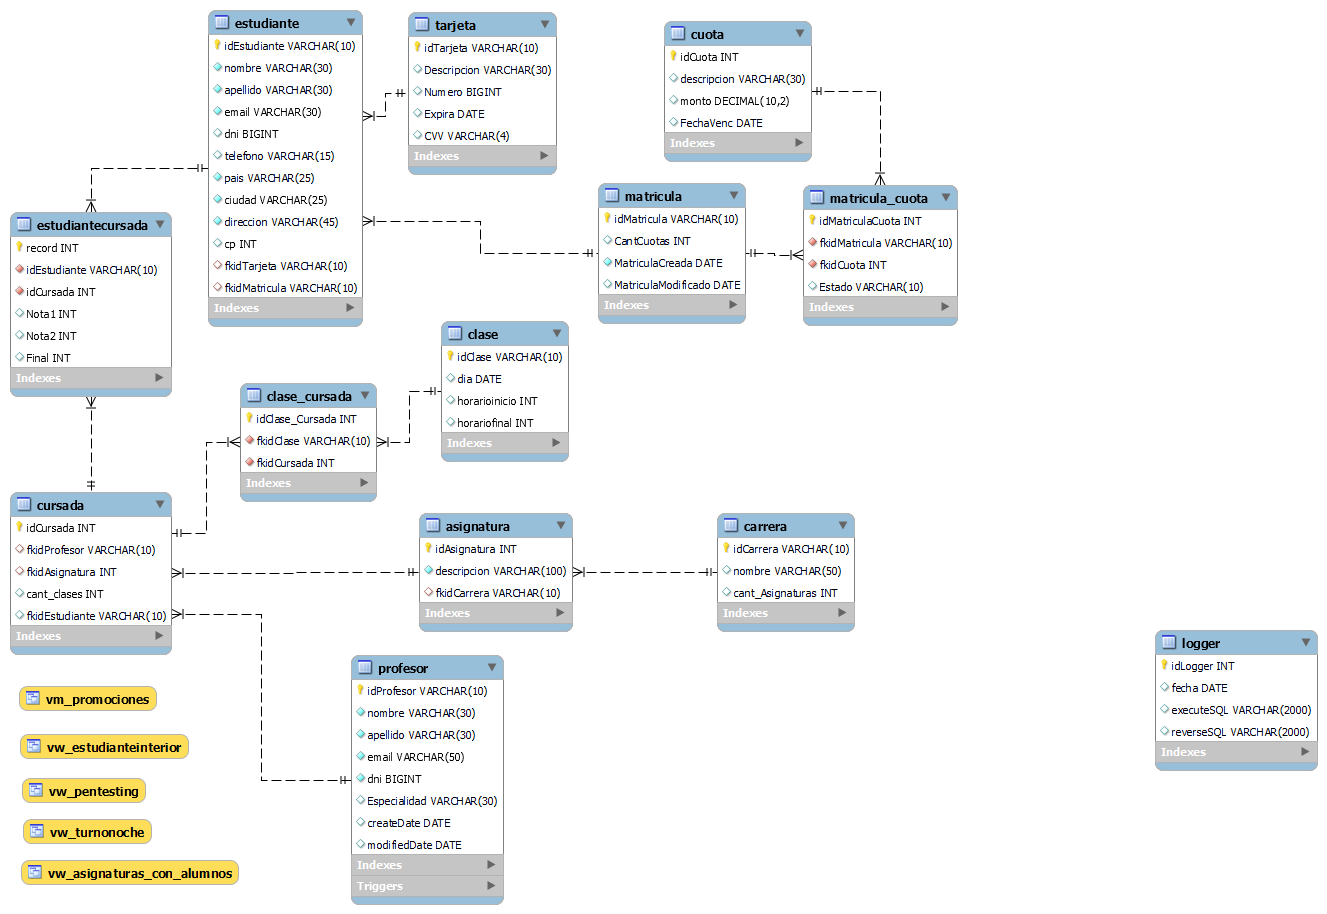 estudiante
idEstudiante VARCHAR(10)
nombre VARCHAR(30)
apellido VARCHAR(30)
email VARCHAR(30)
dni BIGINT
telefono VARCHAR(15)
pais VARCHAR(25)
ciudad VARCHAR(25)
direccion VARCHAR(45)
cp INT
fkidTarjeta VARCHAR(10)
fkidMatricula VARCHAR(10)
Indexes
tarjeta
idTarjeta VARCHAR(10)
Descripcion VARCHAR(30)
Numero BIGINT
Expira DATE
CVV VARCHAR(4)
Indexes
cuota
idCuota INT
descripcion VARCHAR(30)
monto DECIMAL(10,2)
FechaVenc DATE
Indexes
matricula
idMatricula VARCHAR(10)
CantCuotas INT
MatriculaCreada DATE
MatriculaModificado DATE
Indexes
matricula_cuota
idMatriculaCuota INT
fkidMatricula VARCHAR(10)
fkidCuota INT
Estado VARCHAR(10)
Indexes
estudiantecursada
record INT
idEstudiante VARCHAR(10)
idCursada INT
Nota1 INT
Nota2 INT
Final INT
Indexes
clase
idClase VARCHAR(10)
dia DATE
horarioinicio INT
horariofinal INT
Indexes
clase_cursada
idClase_Cursada INT
fkidClase VARCHAR(10)
fkidCursada INT
Indexes
cursada
idCursada INT
fkidProfesor VARCHAR(10)
fkidAsignatura INT
cant_clases INT
fkidEstudiante VARCHAR(10)
Indexes
asignatura
idAsignatura INT
descripcion VARCHAR(100)
fkidCarrera VARCHAR(10)
Indexes
carrera
idCarrera VARCHAR(10)
nombre VARCHAR(50)
cant_Asignaturas INT
Indexes
profesor
idProfesor VARCHAR(10)
nombre VARCHAR(30)
apellido VARCHAR(30)
email VARCHAR(50)
dni BIGINT
Especialidad VARCHAR(30)
createDate DATE
modifiedDate DATE
Indexes
Triggers
logger
idLogger INT
fecha DATE
executeSQL VARCHAR(2000)
reverseSQL VARCHAR(2000)
Indexes
vm_promociones
vw_estudianteinterior
vw_pentesting
vw_turnonoche
vw_asignaturas_con_alumnos